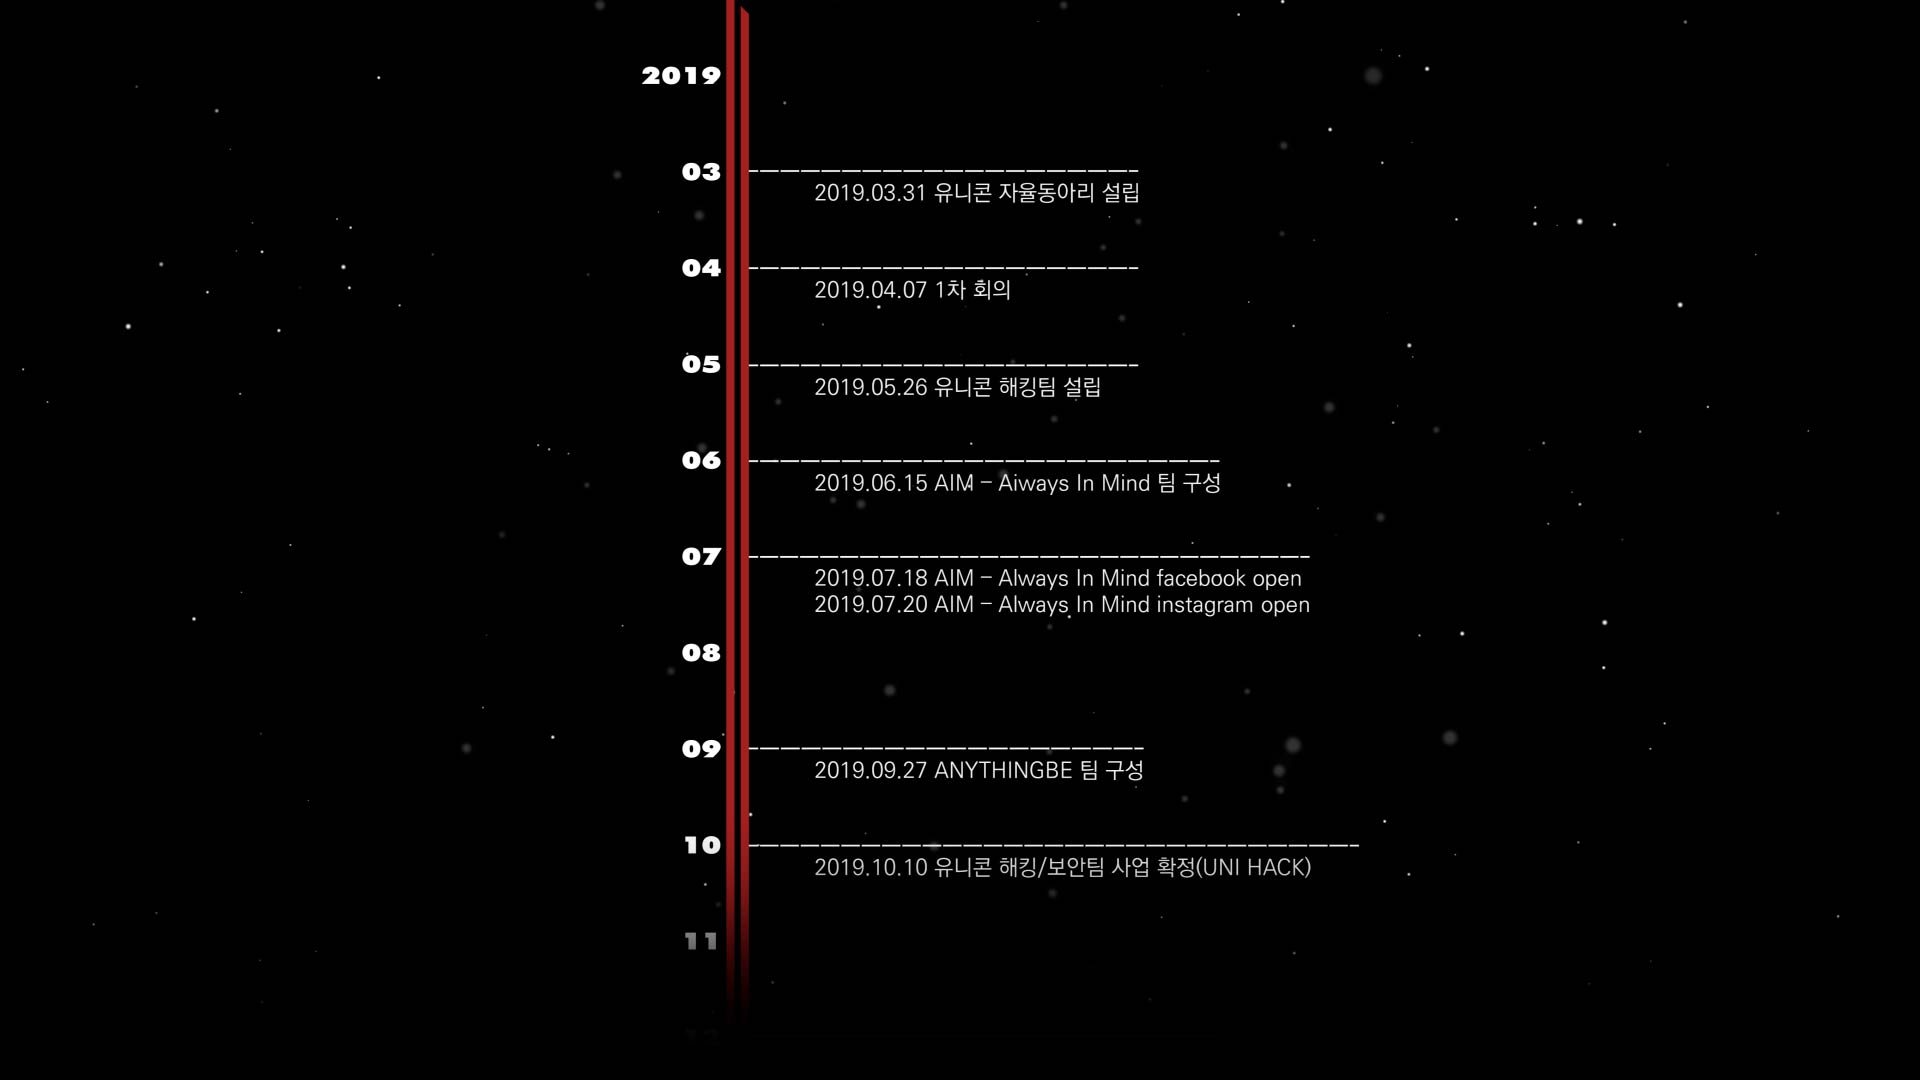 2019
03
2019.03.31 유니콘 자율동아리 설립
04
2019.04.07 1차 회의
05
2019.05.26 유니콘 해킹팀 설립
06
2019.06.15 AIM – Aiways In Mind 팀 구성
07
2019.07.18 AIM – Always In Mind facebook open
2019.07.20 AIM – Always In Mind instagram open
08
09
2019.09.27 ANYTHINGBE 팀 구성
10
2019.10.10 유니콘 해킹/보안팀 사업 확정(UNI HACK)
11
12